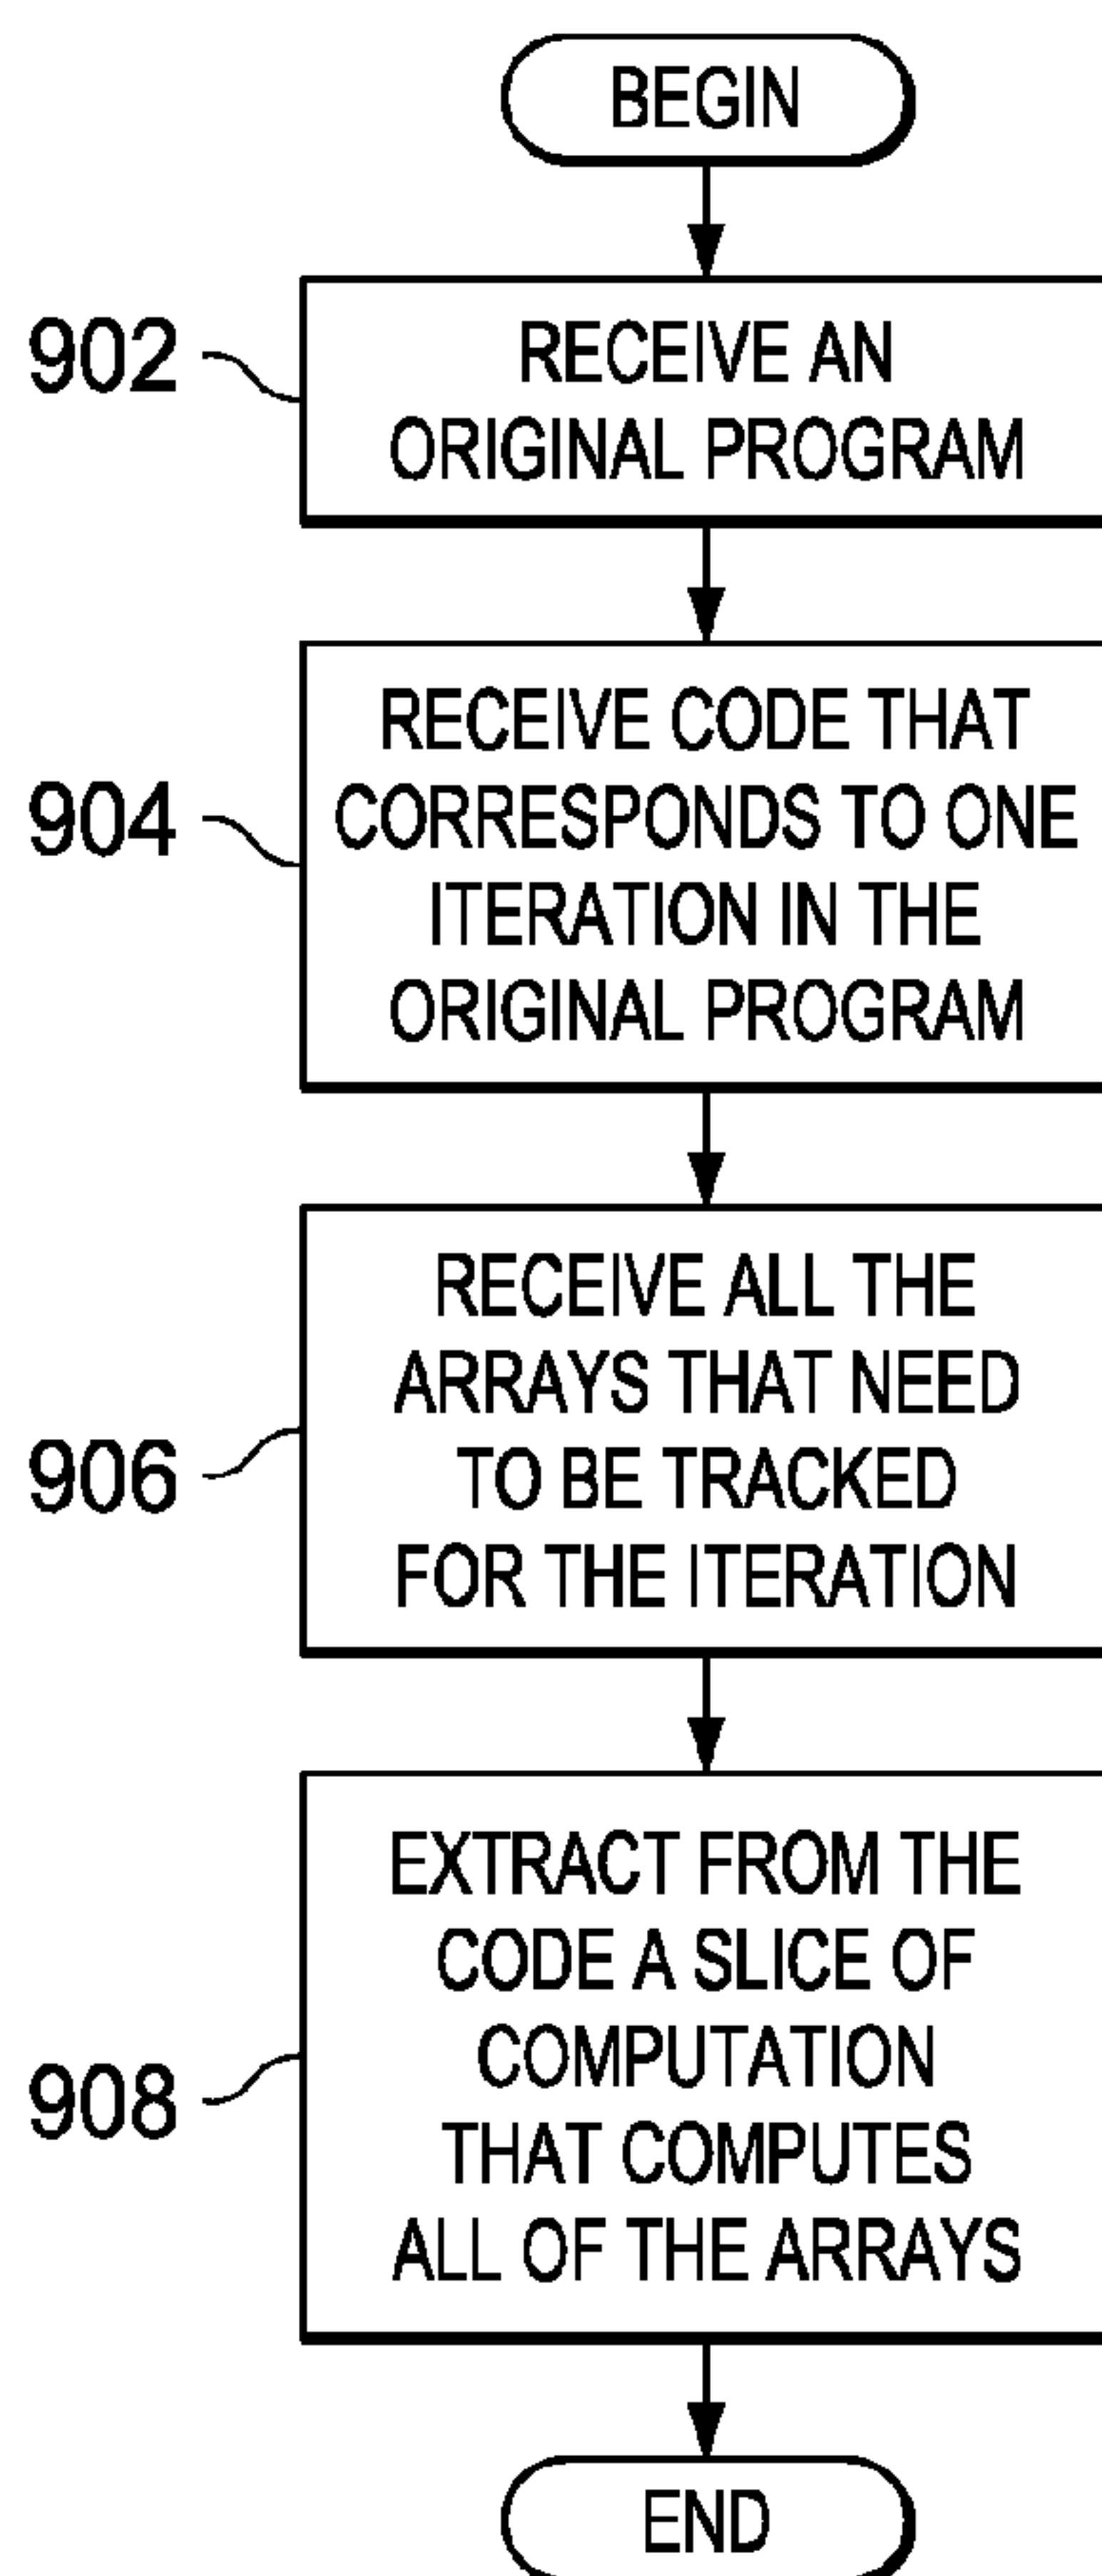 BEGIN
902
RECEIVE AN
ORIGINAL PROGRAM
904
RECEIVE CODE THAT
CORRESPONDS TO ONE
ITERATION IN THE
ORIGINAL PROGRAM
906
RECEIVE ALL THE
ARRAYS THAT NEED
TO BE TRACKED
FOR THE ITERATION
908
EXTRACT FROM THE
CODE A SLICE OF
COMPUTATION
THAT COMPUTES
ALL OF THE ARRAYS
END